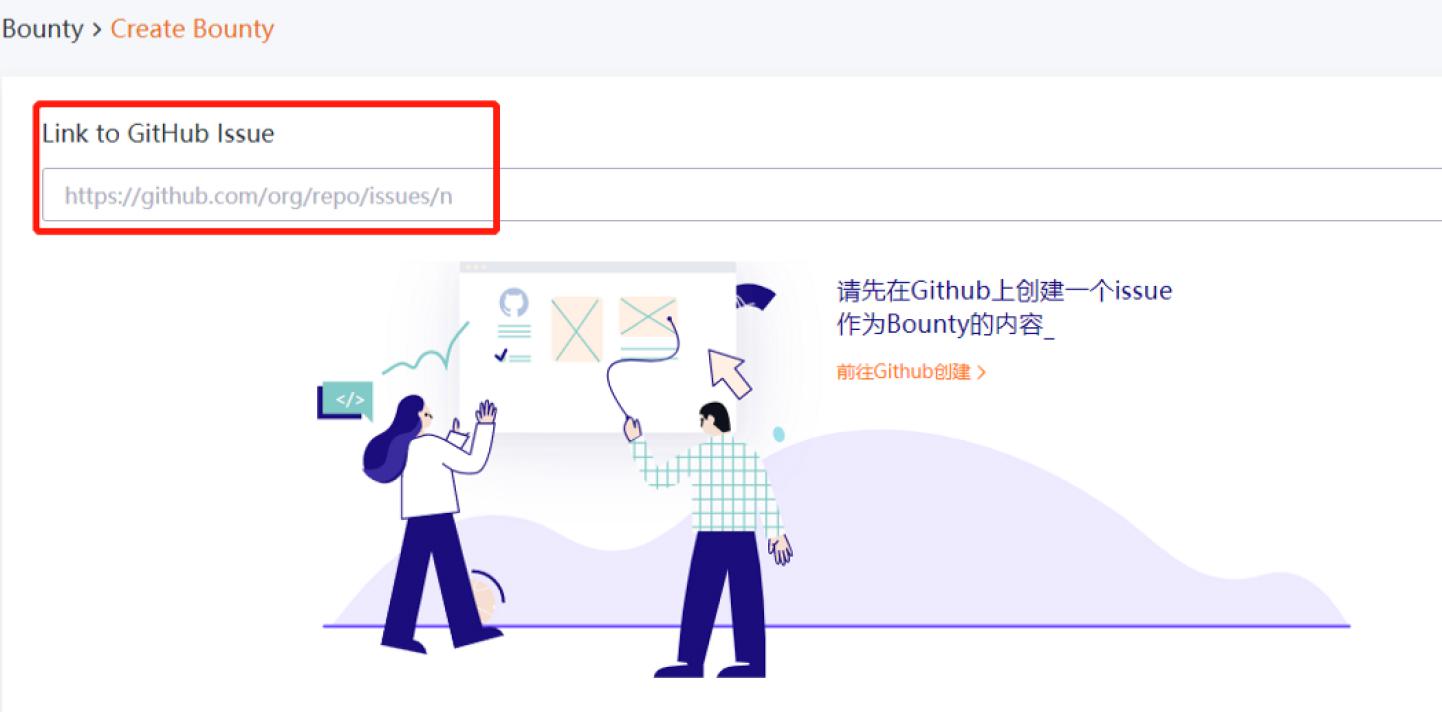 Bounty > Create Bounty
Link to GitHub Issue
https://github.com/org/repo/issues/n
请先在Github上创建一个issue
作为Bounty的内容_
前往Github创建 >
</>